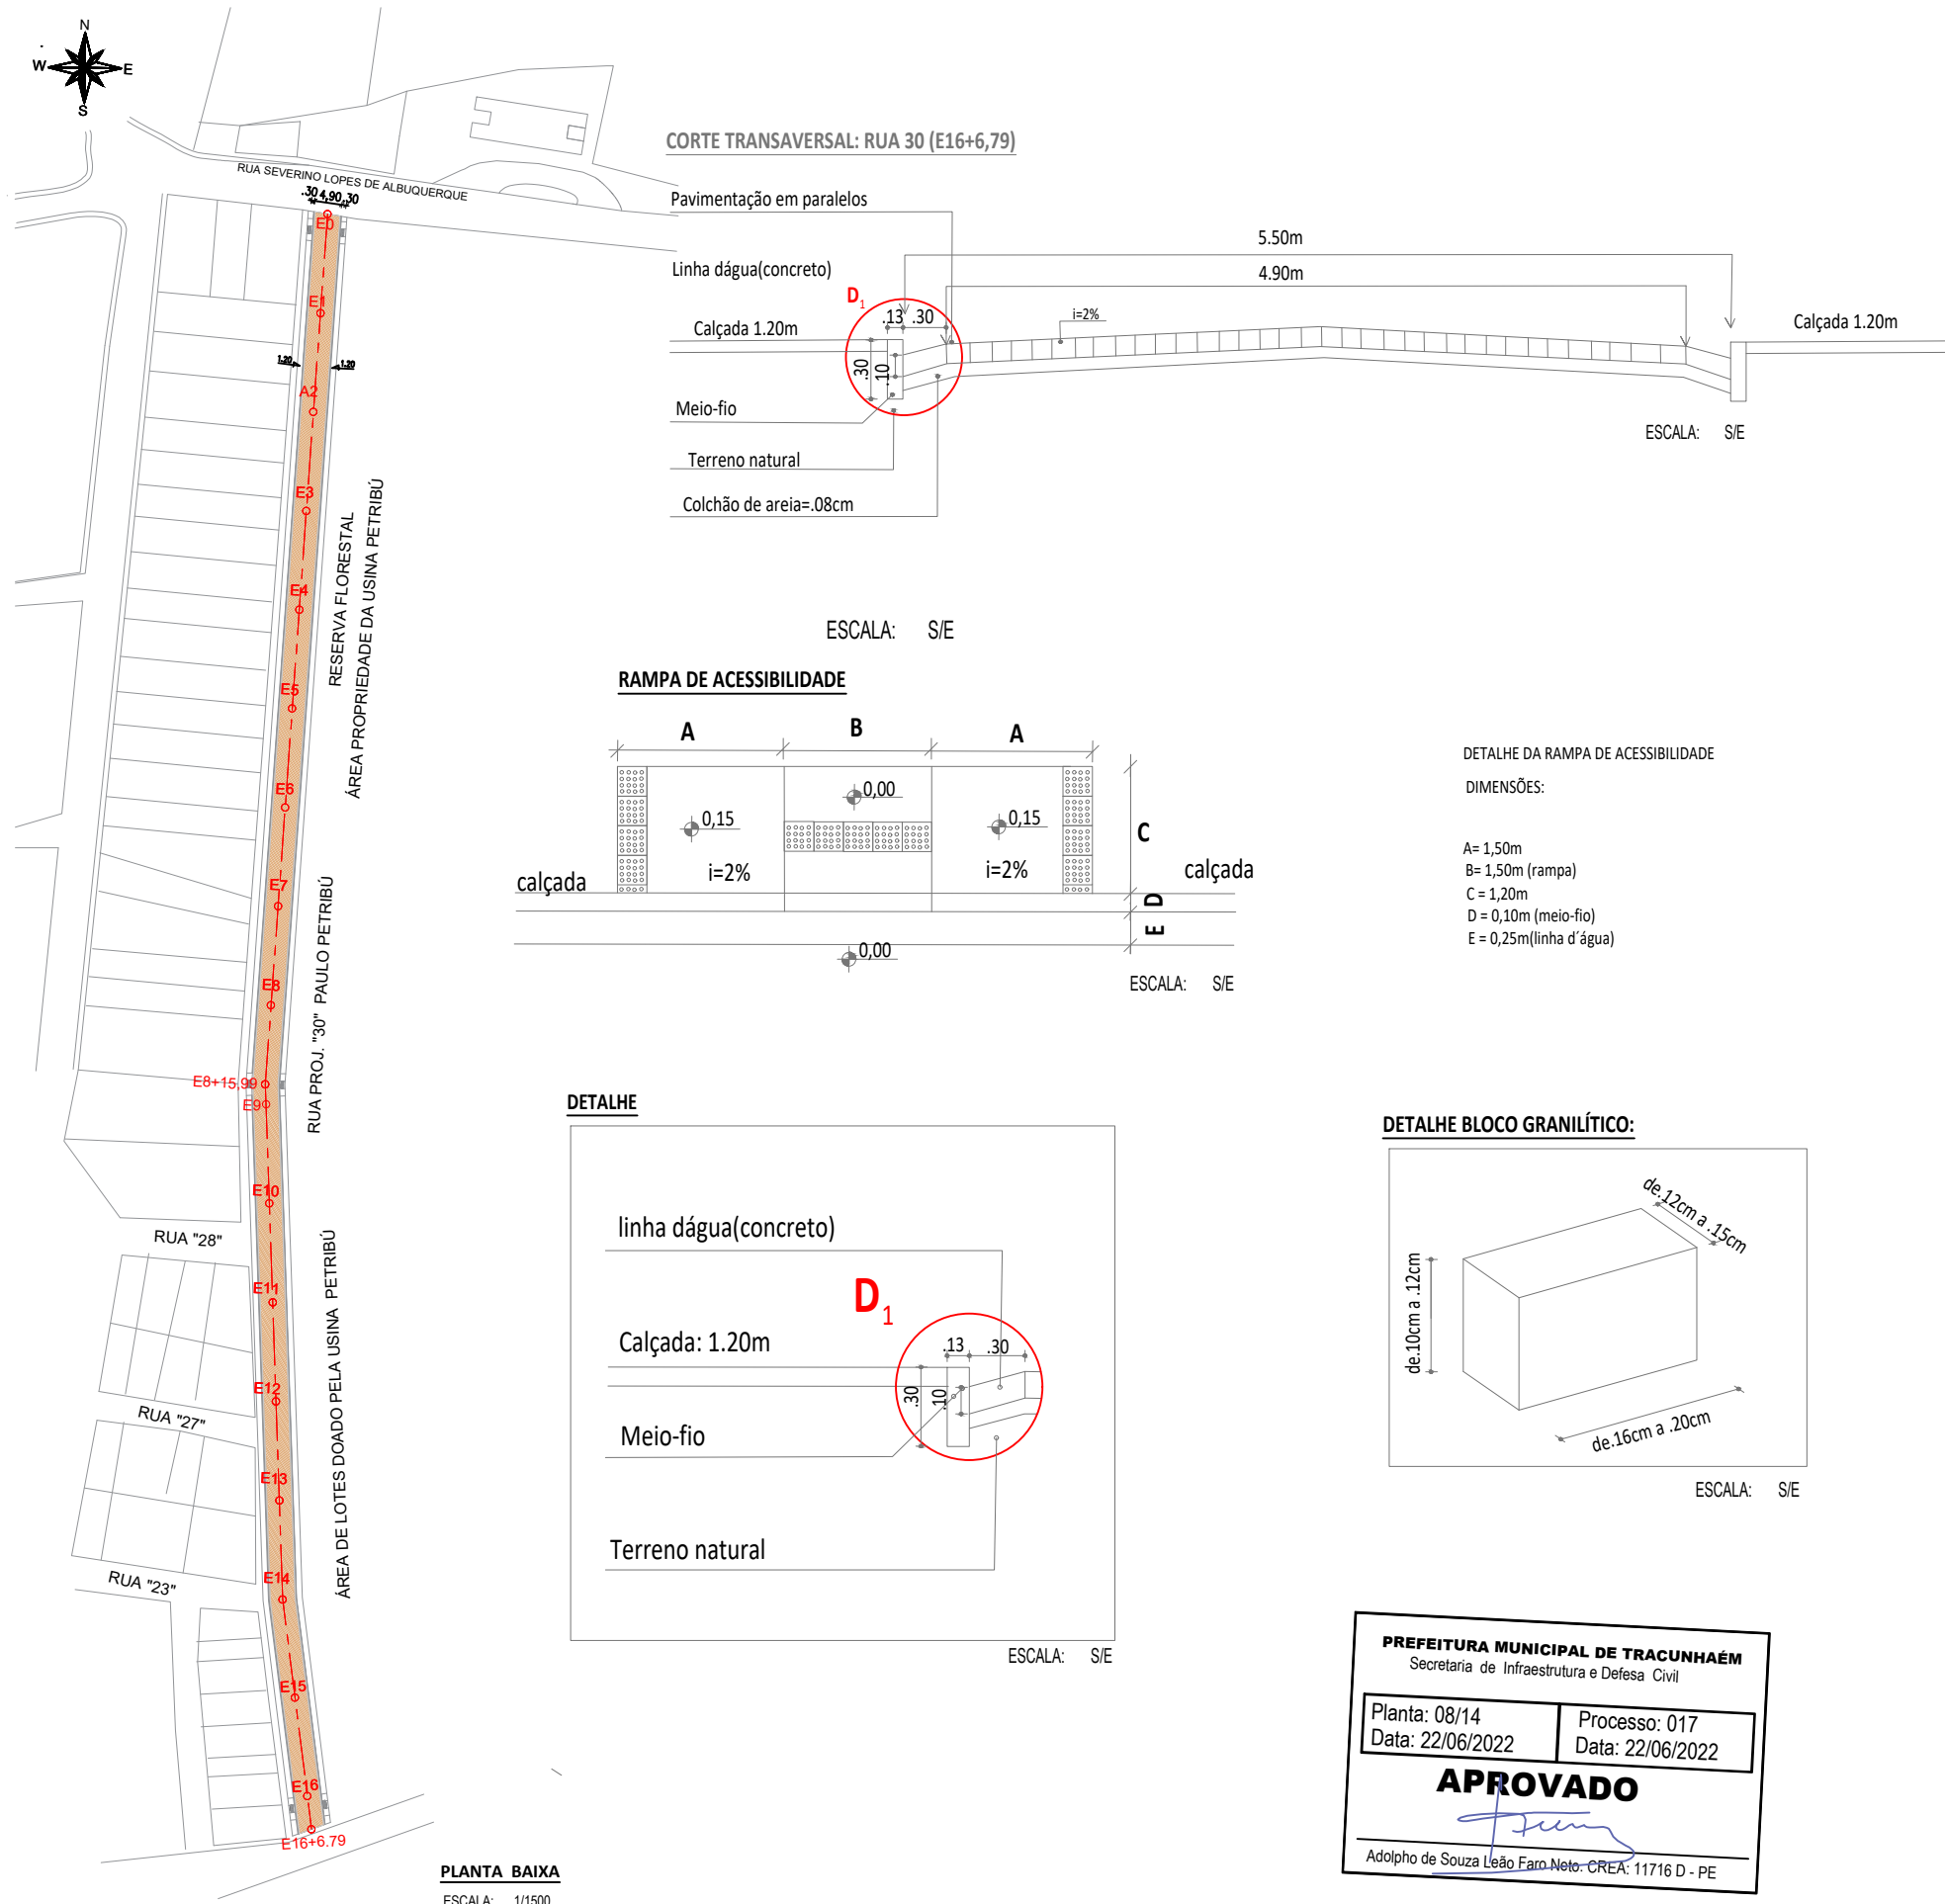 N
W
E
S
RUA SEVERINO LOPES DE ALBUQUERQUE
.30 4,90 .30
E0
E1
1.20
1.20
A2
E3
E4
E5
E6
E7
E8
E8+15,99
E9
E10
E11
E12
E13
E14
E15
E16
E16+6.79
RESERVA FLORESTAL
ÁREA PROPRIEDADE DA USINA PETRIBÚ
RUA PROJ. "30" PAULO PETRIBÚ
ÁREA DE LOTES DOADO PELA USINA PETRIBÚ
RUA "28"
RUA "27"
RUA "23"
PLANTA BAIXA
ESCALA: 1/1500
CORTE TRANSAVERSAL: RUA 30 (E16+6,79)
Pavimentação em paralelos
5.50m
Linha dágua(concreto)
4.90m
D1
.13 .30
i=2%
Calçada 1.20m
Calçada 1.20m
.30
.10
Meio-fio
Terreno natural
Colchão de areia=.08cm
ESCALA: S/E
ESCALA: S/E
RAMPA DE ACESSIBILIDADE
A
B
A
0,00
0,15
0,15
C
i=2%
i=2%
calçada
calçada
D
E
0,00
ESCALA: S/E
DETALHE DA RAMPA DE ACESSIBILIDADE
DIMENSÕES:
A= 1,50m
B= 1,50m (rampa)
C = 1,20m
D = 0,10m (meio-fio)
E = 0,25m(linha d´água)
DETALHE
linha dágua(concreto)
D1
Calçada: 1.20m
.13 .30
.30
.10
Meio-fio
Terreno natural
ESCALA: S/E
DETALHE BLOCO GRANILÍTICO:
de.12cm a .15cm
de.10cm a .12cm
de.16cm a .20cm
ESCALA: S/E
PREFEITURA MUNICIPAL DE TRACUNHAÉM
Secretaria de Infraestrutura e Defesa Civil
Planta: 08/14
Data: 22/06/2022
Processo: 017
Data: 22/06/2022
APROVADO
Adolpho de Souza Leão Faro Neto. CREA: 11716 D - PE